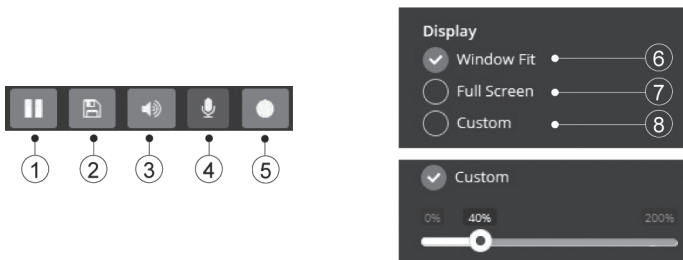 1 2 3 4 5
Display
Window Fit 6
Full Screen 7
Custom 8
Custom
0% 40% 200%